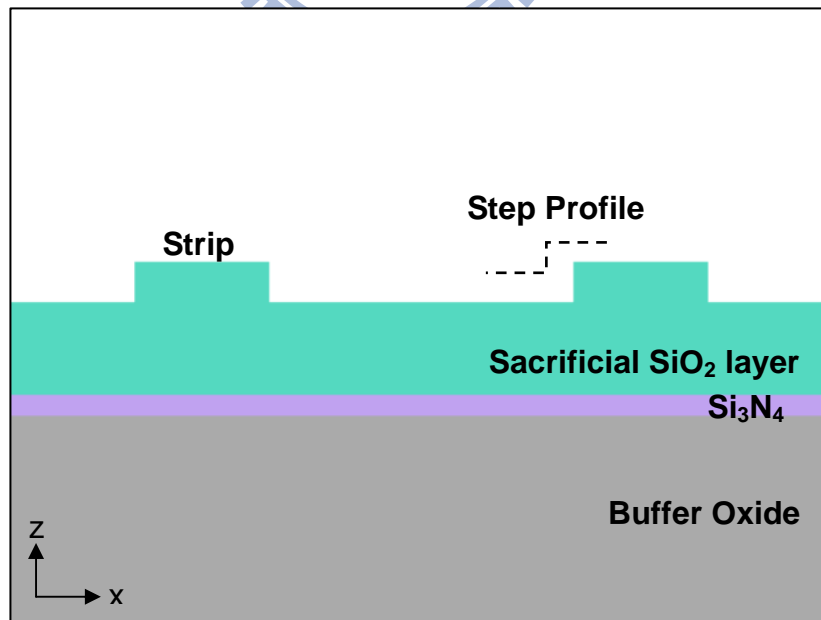 Step Profile
Strip
Sacrificial SiO₂ layer
Si₃N₄
Buffer Oxide
z
x